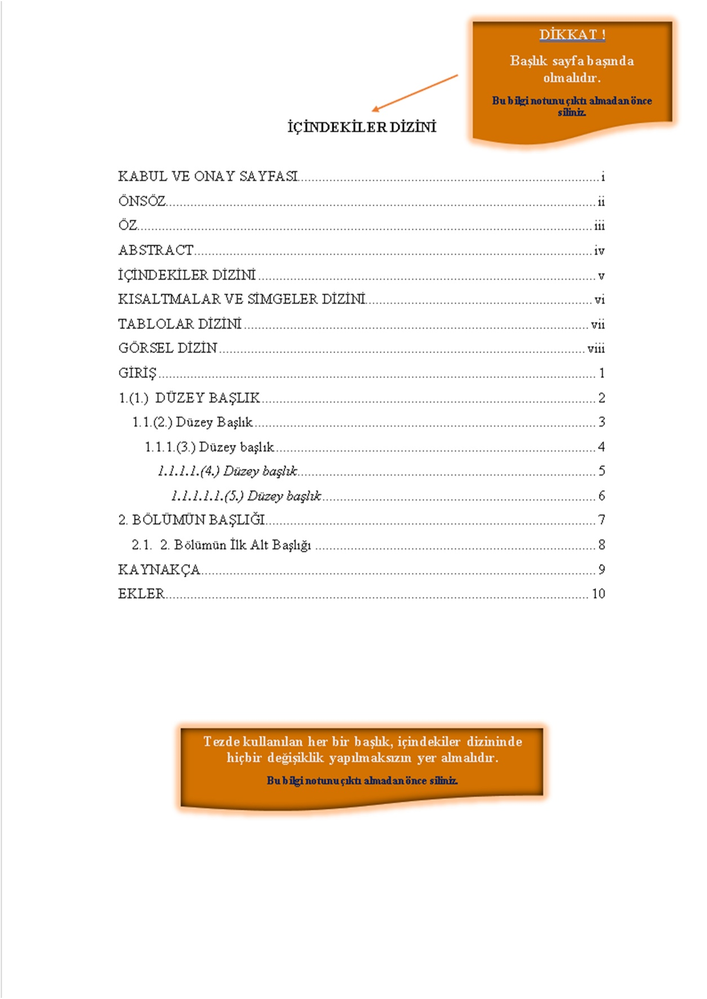 DİKKAT !
Başlık sayfa başında
olmalıdır.
Bu bilgi notunu çıktı almadan önce
siliniz.
İÇİNDEKİLER DİZİNİ
KABUL VE ONAY SAYFASI i
ÖNSÖZ ii
ÖZ iii
ABSTRACT iv
İÇİNDEKİLER DİZİNİ v
KISALTMALAR VE SİMGELER DİZİNİ vi
TABLOLAR DİZİNİ vii
GÖRSEL DİZİN viii
GİRİŞ 1
1.(1.) DÜZEY BAŞLIK 2
1.1.(2.) Düzey Başlık 3
1.1.1.(3.) Düzey başlık 4
1.1.1.1.(4.) Düzey başlık 5
1.1.1.1.1.(5.) Düzey başlık 6
2. BÖLÜMÜN BAŞLIĞI 7
2.1. 2. Bölümün İlk Alt Başlığı 8
KAYNAKÇA 9
EKLER 10
Tezde kullanılan her bir başlık, içindekiler dizininde
hiçbir değişiklik yapılmaksızın yer almalıdır.
Bu bilgi notunu çıktı almadan önce siliniz.